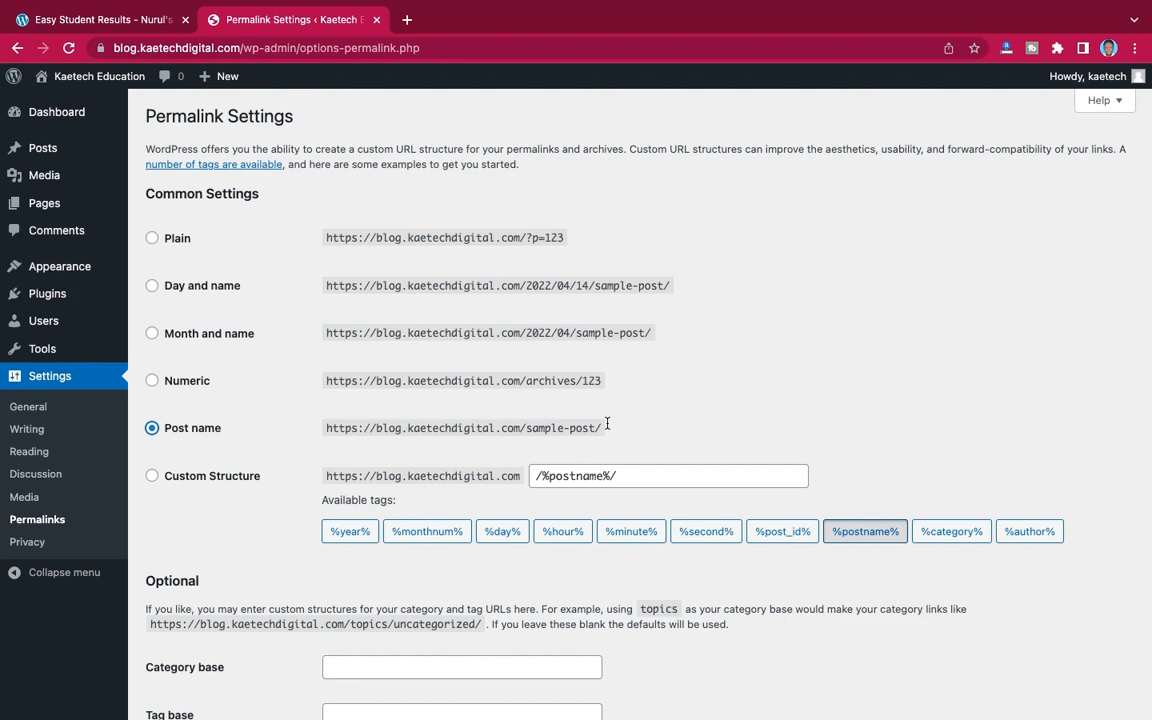 Easy Student Results - Nurul's
Permalink Settings ‹ Kaetech E
blog.kaetechdigital.com/wp-admin/options-permalink.php
Kaetech Education
0
New
Howdy, kaetech
Help
Dashboard
Posts
Media
Pages
Comments
Appearance
Plugins
Users
Tools
Settings
General
Writing
Reading
Discussion
Media
Permalinks
Privacy
Collapse menu
Permalink Settings
WordPress offers you the ability to create a custom URL structure for your permalinks and archives. Custom URL structures can improve the aesthetics, usability, and forward-compatibility of your links. A
number of tags are available, and here are some examples to get you started.
Common Settings
Plain https://blog.kaetechdigital.com/?p=123
Day and name https://blog.kaetechdigital.com/2022/04/14/sample-post/
Month and name https://blog.kaetechdigital.com/2022/04/sample-post/
Numeric https://blog.kaetechdigital.com/archives/123
Post name https://blog.kaetechdigital.com/sample-post/
Custom Structure https://blog.kaetechdigital.com /%postname%/
Available tags:
%year% %monthnum% %day% %hour% %minute% %second% %post_id% %postname% %category% %author%
Optional
If you like, you may enter custom structures for your category and tag URLs here. For example, using topics as your category base would make your category links like
https://blog.kaetechdigital.com/topics/uncategorized/ . If you leave these blank the defaults will be used.
Category base
Tag base